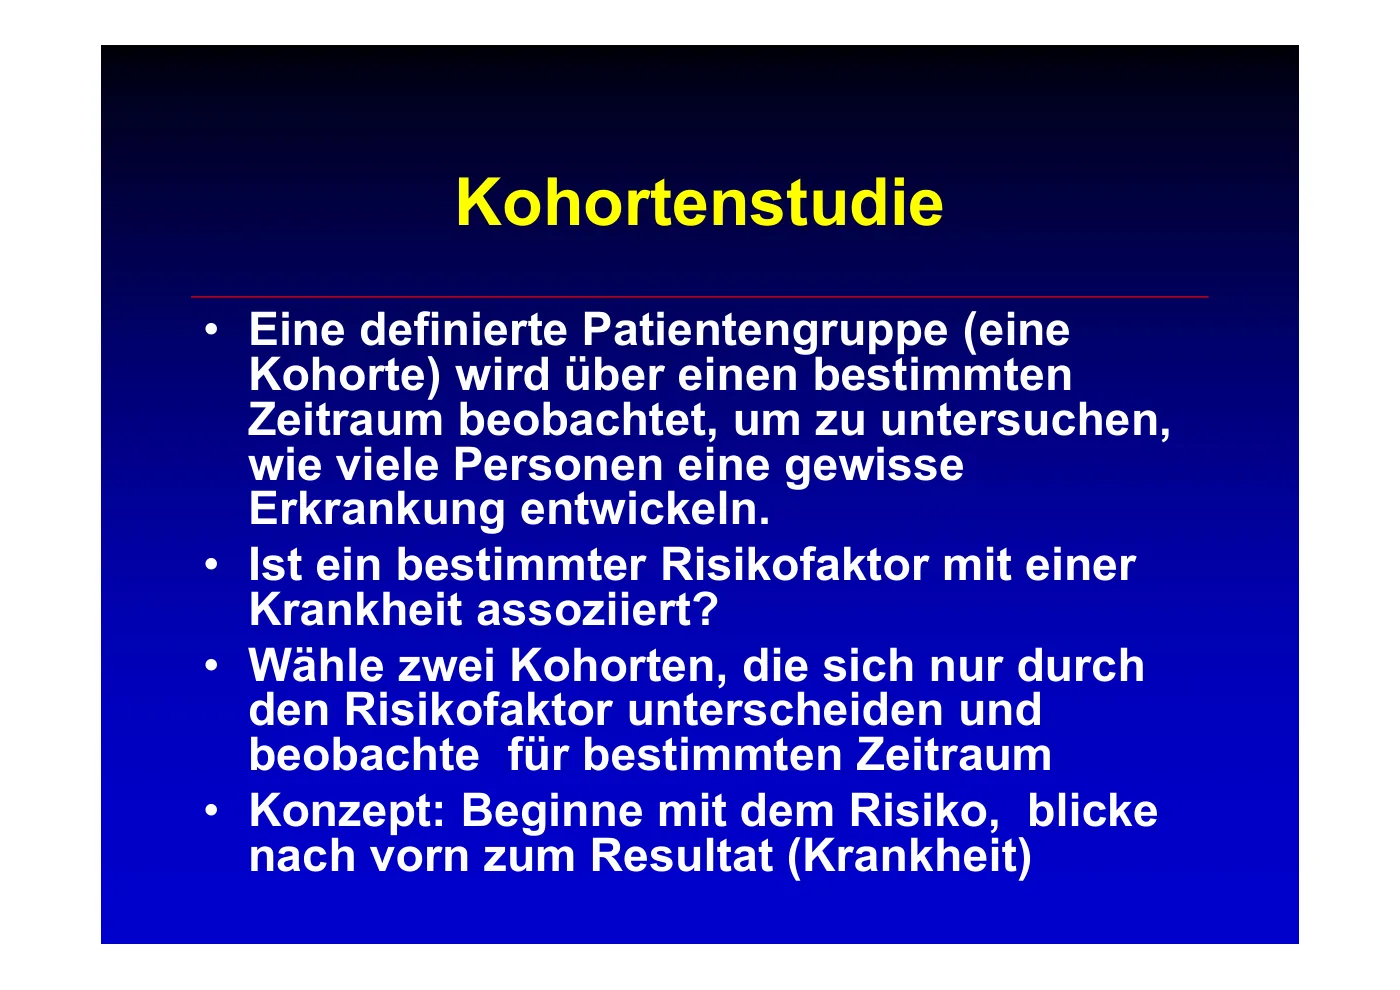 Kohortenstudie
• Eine definierte Patientengruppe (eine
Kohorte) wird über einen bestimmten
Zeitraum beobachtet, um zu untersuchen,
wie viele Personen eine gewisse
Erkrankung entwickeln.
• Ist ein bestimmter Risikofaktor mit einer
Krankheit assoziiert?
• Wähle zwei Kohorten, die sich nur durch
den Risikofaktor unterscheiden und
beobachte  für bestimmten Zeitraum
• Konzept: Beginne mit dem Risiko,  blicke
nach vorn zum Resultat (Krankheit)